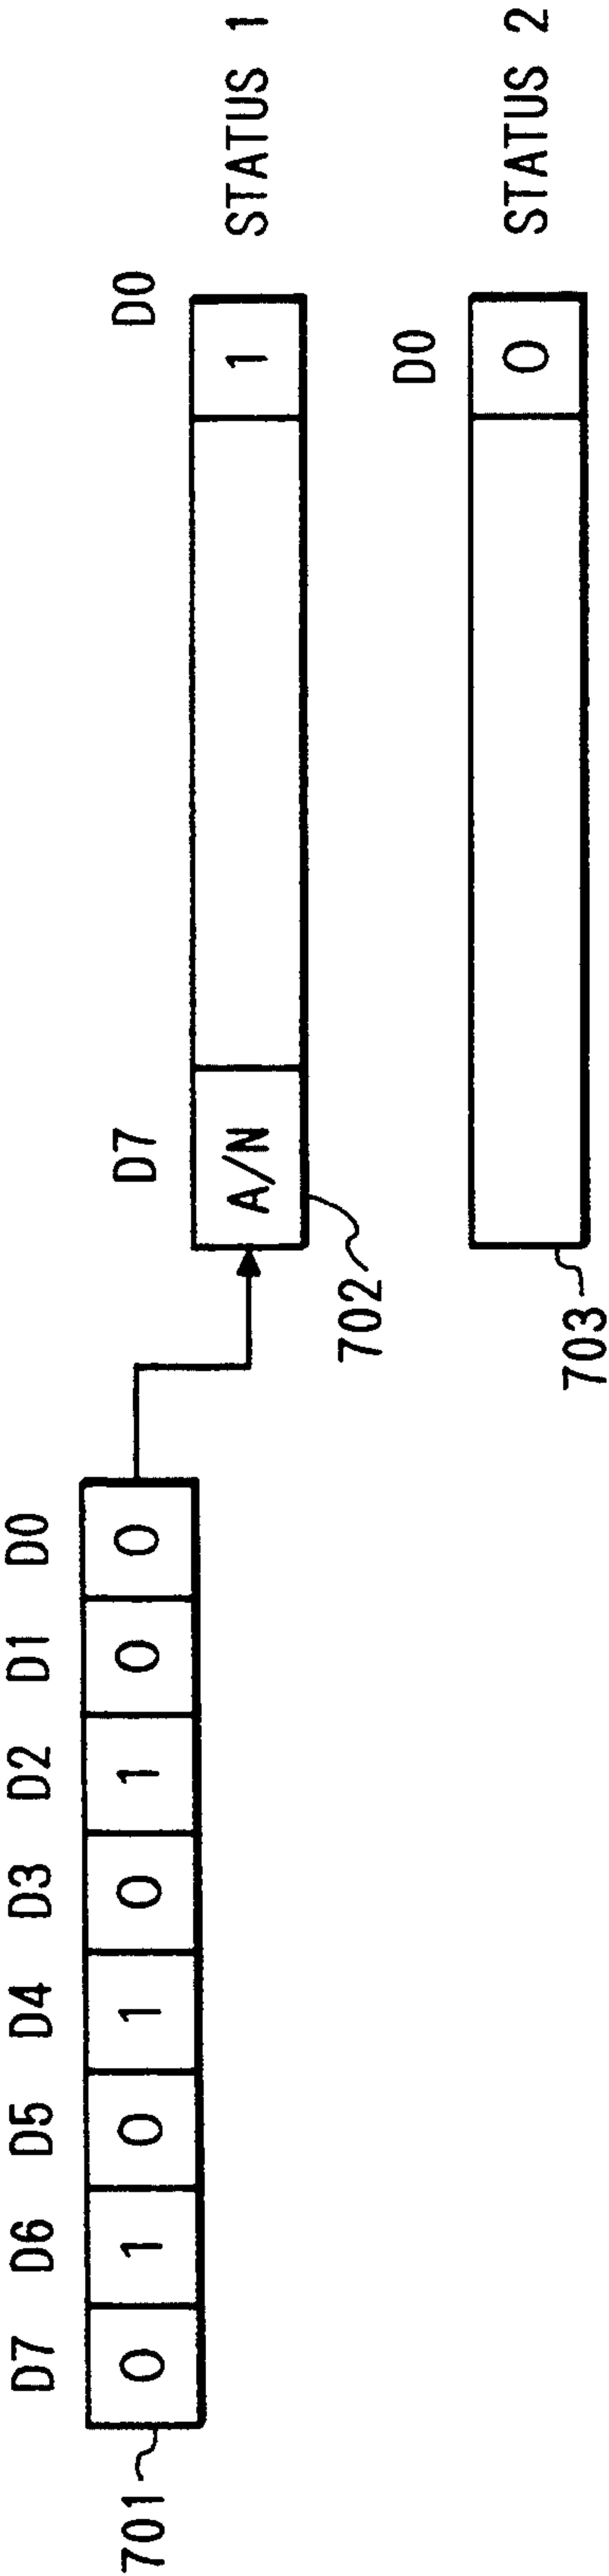 D7 D6 D5 D4 D3 D2 D1 D0
0 1 0 1 0 1 0 0
701
D7 D0
A/N 1 STATUS 1
702
D0
0 STATUS 2
703